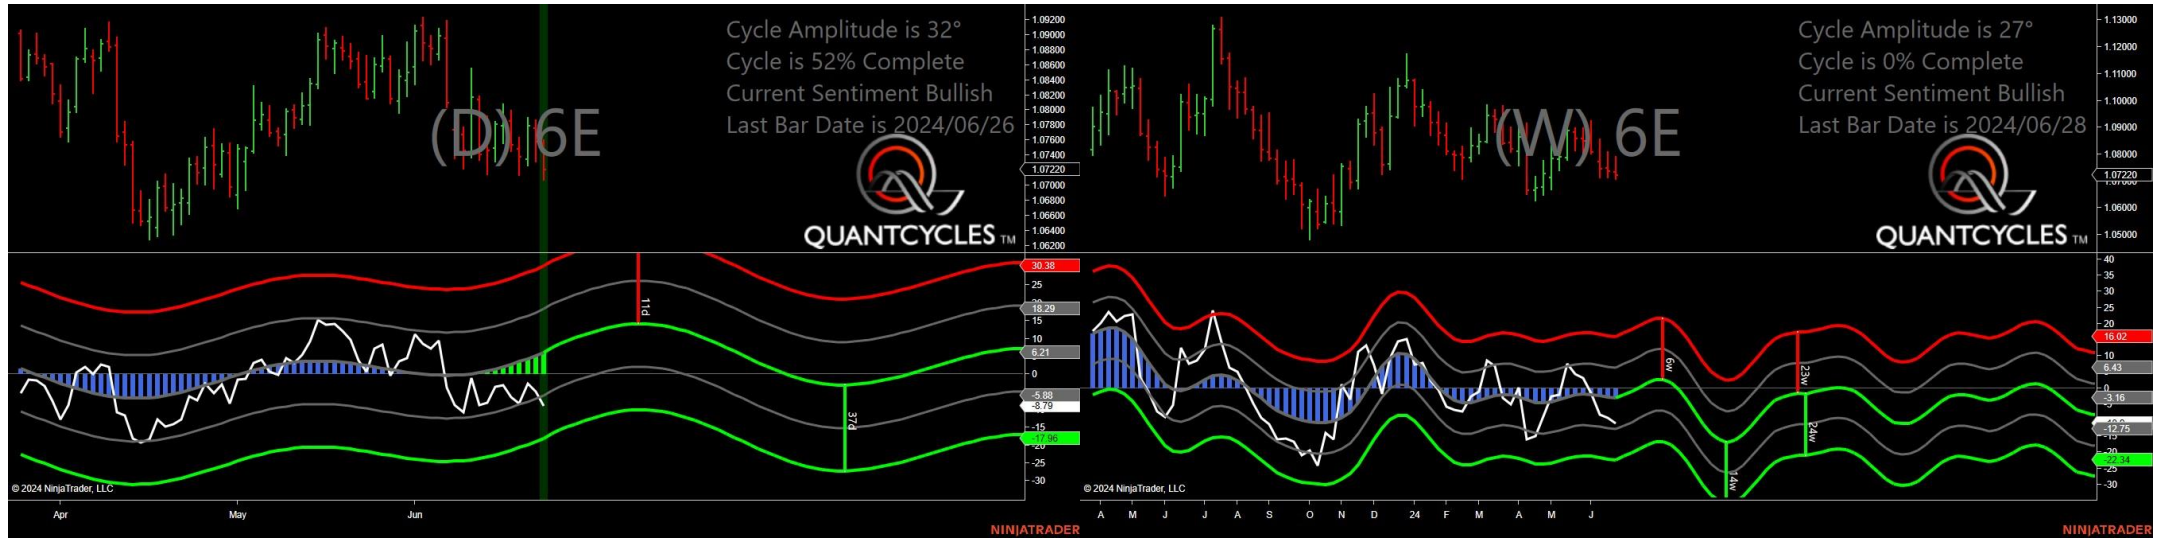 Cycle Amplitude is 32°
Cycle is 52% Complete
Current Sentiment Bullish
Last Bar Date is 2024/06/26
(D) 6E
QUANTCYCLES TM
1.09200
1.09000
1.08800
1.08600
1.08400
1.08200
1.08000
1.07800
1.07600
1.07400
1.07220
1.07000
1.06800
1.06600
1.06400
1.06200
30.38
25
18.29
15
10
6.21
0
-5.88
-8.79
-15
-17.96
-20
-25
-30
11d
37d
© 2024 NinjaTrader, LLC
Apr
May
Jun
NINJATRADER
Cycle Amplitude is 27°
Cycle is 0% Complete
Current Sentiment Bullish
Last Bar Date is 2024/06/28
(W) 6E
QUANTCYCLES TM
1.13000
1.12000
1.11000
1.10000
1.09000
1.08000
1.07220
1.06000
1.05000
40
35
30
25
20
16.02
10
6.43
0
-3.16
-12.75
-15
-22.34
-25
-30
6w
23w
24w
14w
© 2024 NinjaTrader, LLC
A M J J A S O N D 24 F M A M J
NINJATRADER